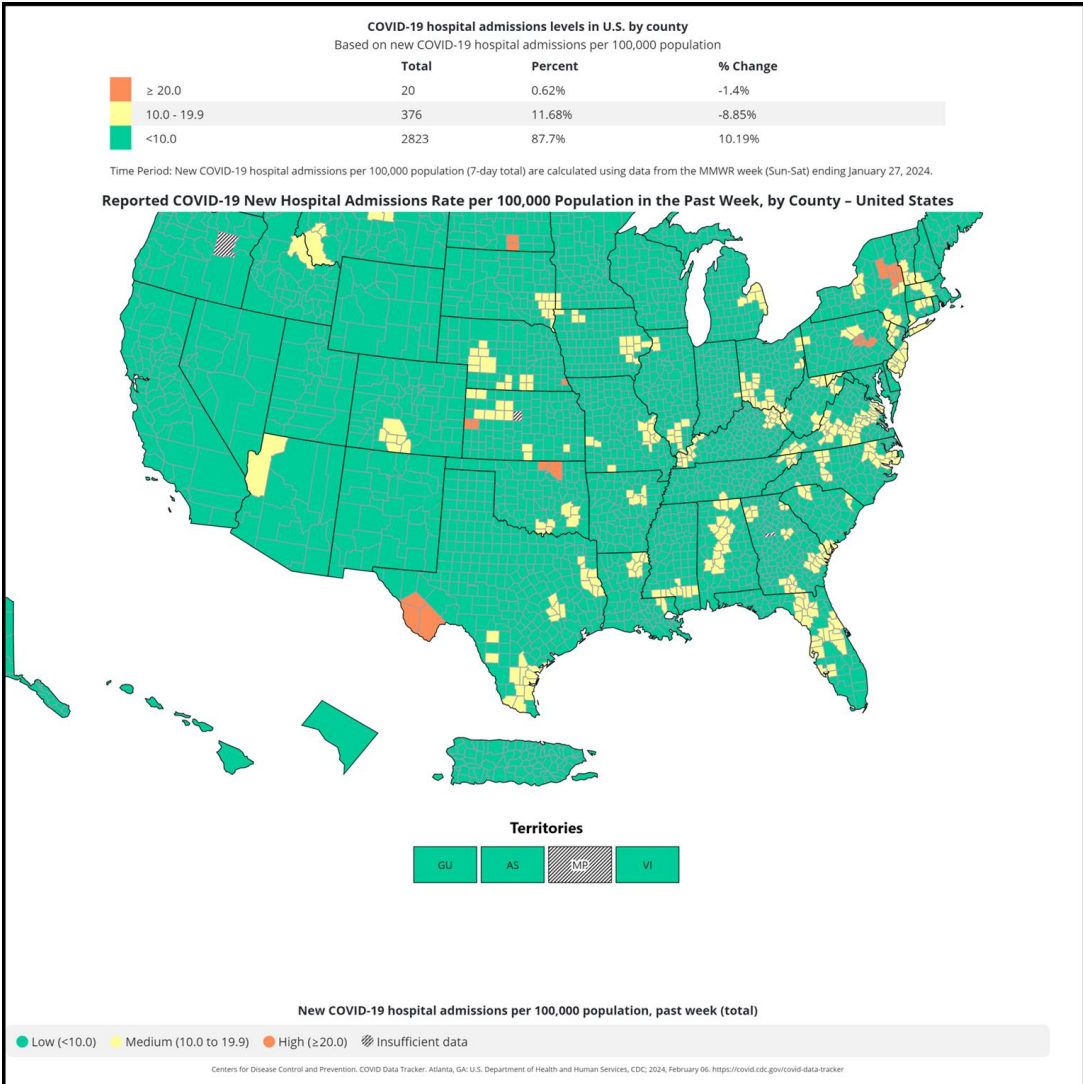 COVID-19 hospital admissions levels in U.S. by county
Based on new COVID-19 hospital admissions per 100,000 population
Total Percent % Change
≥ 20.0 20 0.62% -1.4%
10.0 - 19.9 376 11.68% -8.85%
<10.0 2823 87.7% 10.19%
Time Period: New COVID-19 hospital admissions per 100,000 population (7-day total) are calculated using data from the MMWR week (Sun-Sat) ending January 27, 2024.
Reported COVID-19 New Hospital Admissions Rate per 100,000 Population in the Past Week, by County – United States
Territories
GU AS MP VI
New COVID-19 hospital admissions per 100,000 population, past week (total)
Low (<10.0) Medium (10.0 to 19.9) High (≥20.0) Insufficient data
Centers for Disease Control and Prevention. COVID Data Tracker. Atlanta, GA: U.S. Department of Health and Human Services, CDC; 2024, February 06. https://covid.cdc.gov/covid-data-tracker